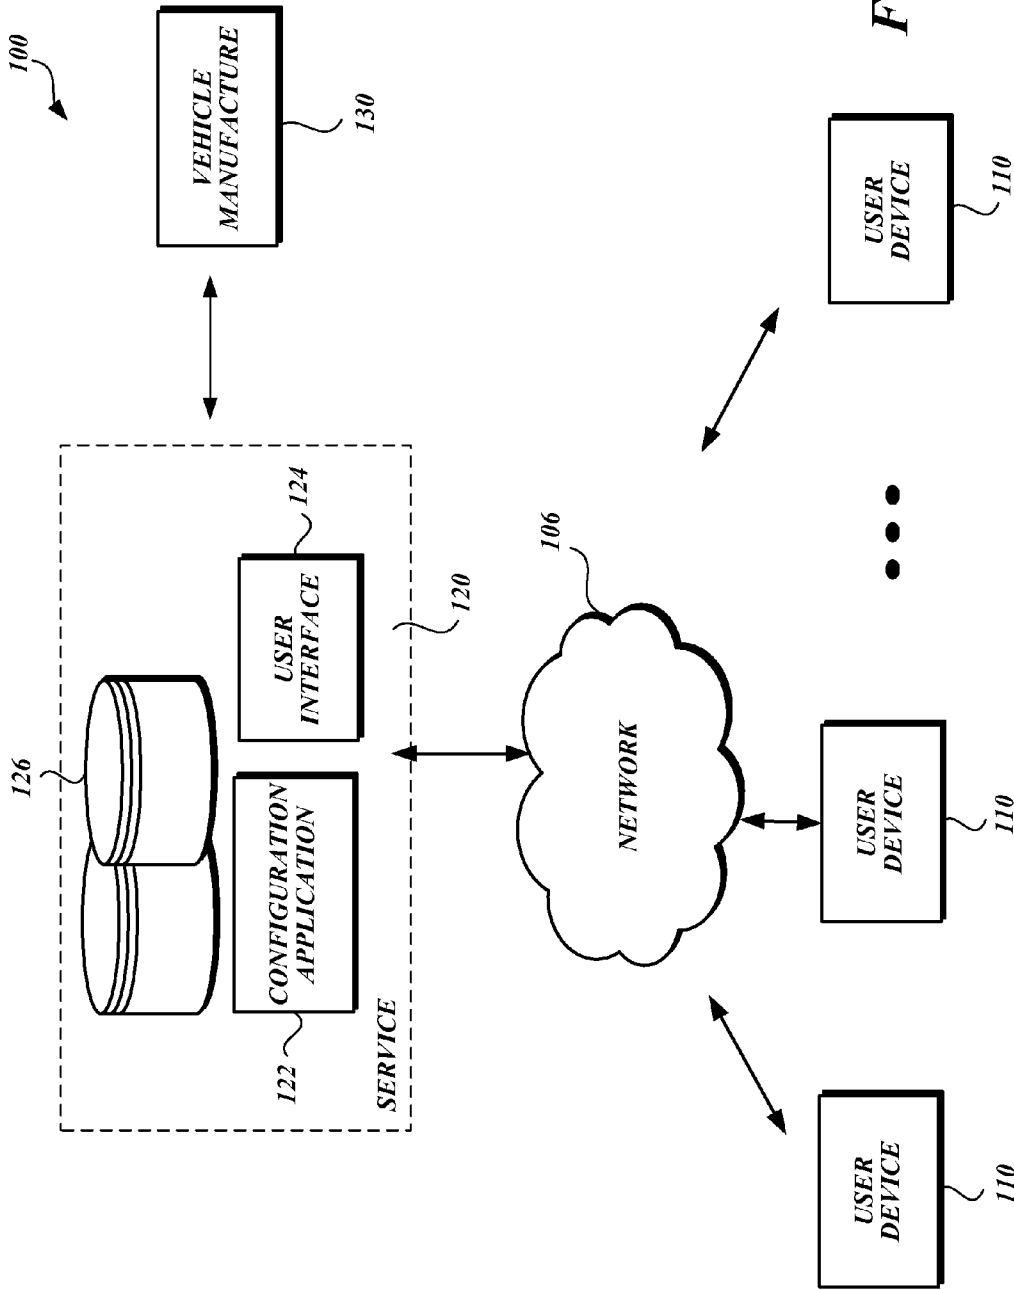 100
126
122
CONFIGURATION
APPLICATION
USER
INTERFACE
124
SERVICE
120
VEHICLE
MANUFACTURE
130
NETWORK
106
USER
DEVICE
110
USER
DEVICE
110
USER
DEVICE
110
F